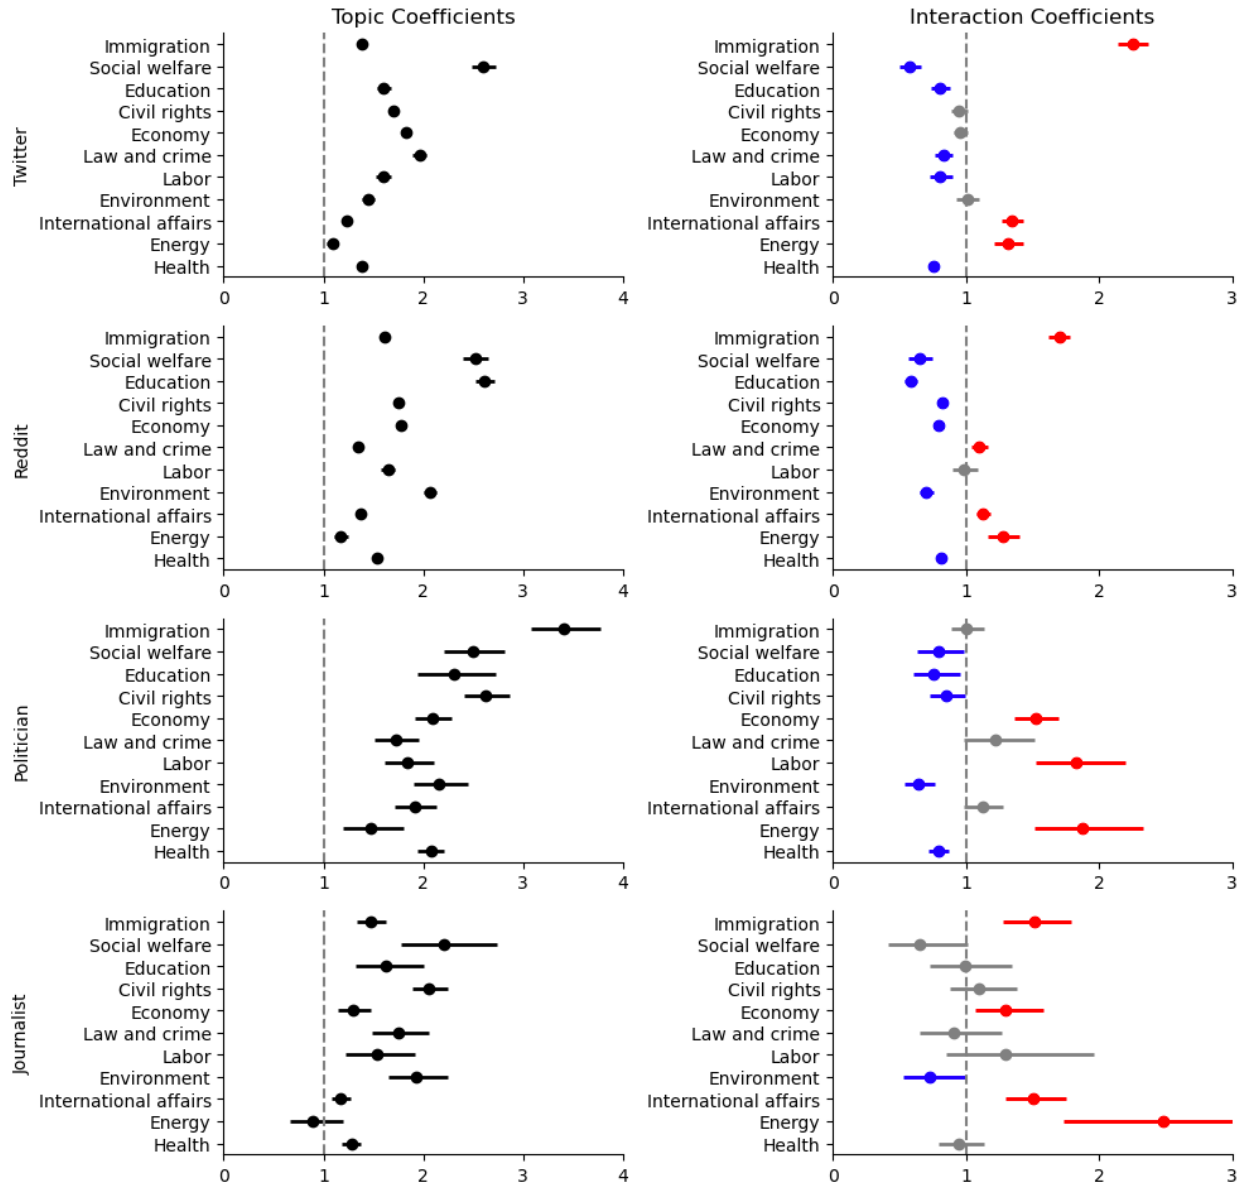 Topic Coefficients
Interaction Coefficients
Twitter
Immigration
Social welfare
Education
Civil rights
Economy
Law and crime
Labor
Environment
International affairs
Energy
Health
0 1 2 3 4
Immigration
Social welfare
Education
Civil rights
Economy
Law and crime
Labor
Environment
International affairs
Energy
Health
0 1 2 3
Reddit
Immigration
Social welfare
Education
Civil rights
Economy
Law and crime
Labor
Environment
International affairs
Energy
Health
0 1 2 3 4
Immigration
Social welfare
Education
Civil rights
Economy
Law and crime
Labor
Environment
International affairs
Energy
Health
0 1 2 3
Politician
Immigration
Social welfare
Education
Civil rights
Economy
Law and crime
Labor
Environment
International affairs
Energy
Health
0 1 2 3 4
Immigration
Social welfare
Education
Civil rights
Economy
Law and crime
Labor
Environment
International affairs
Energy
Health
0 1 2 3
Journalist
Immigration
Social welfare
Education
Civil rights
Economy
Law and crime
Labor
Environment
International affairs
Energy
Health
0 1 2 3 4
Immigration
Social welfare
Education
Civil rights
Economy
Law and crime
Labor
Environment
International affairs
Energy
Health
0 1 2 3